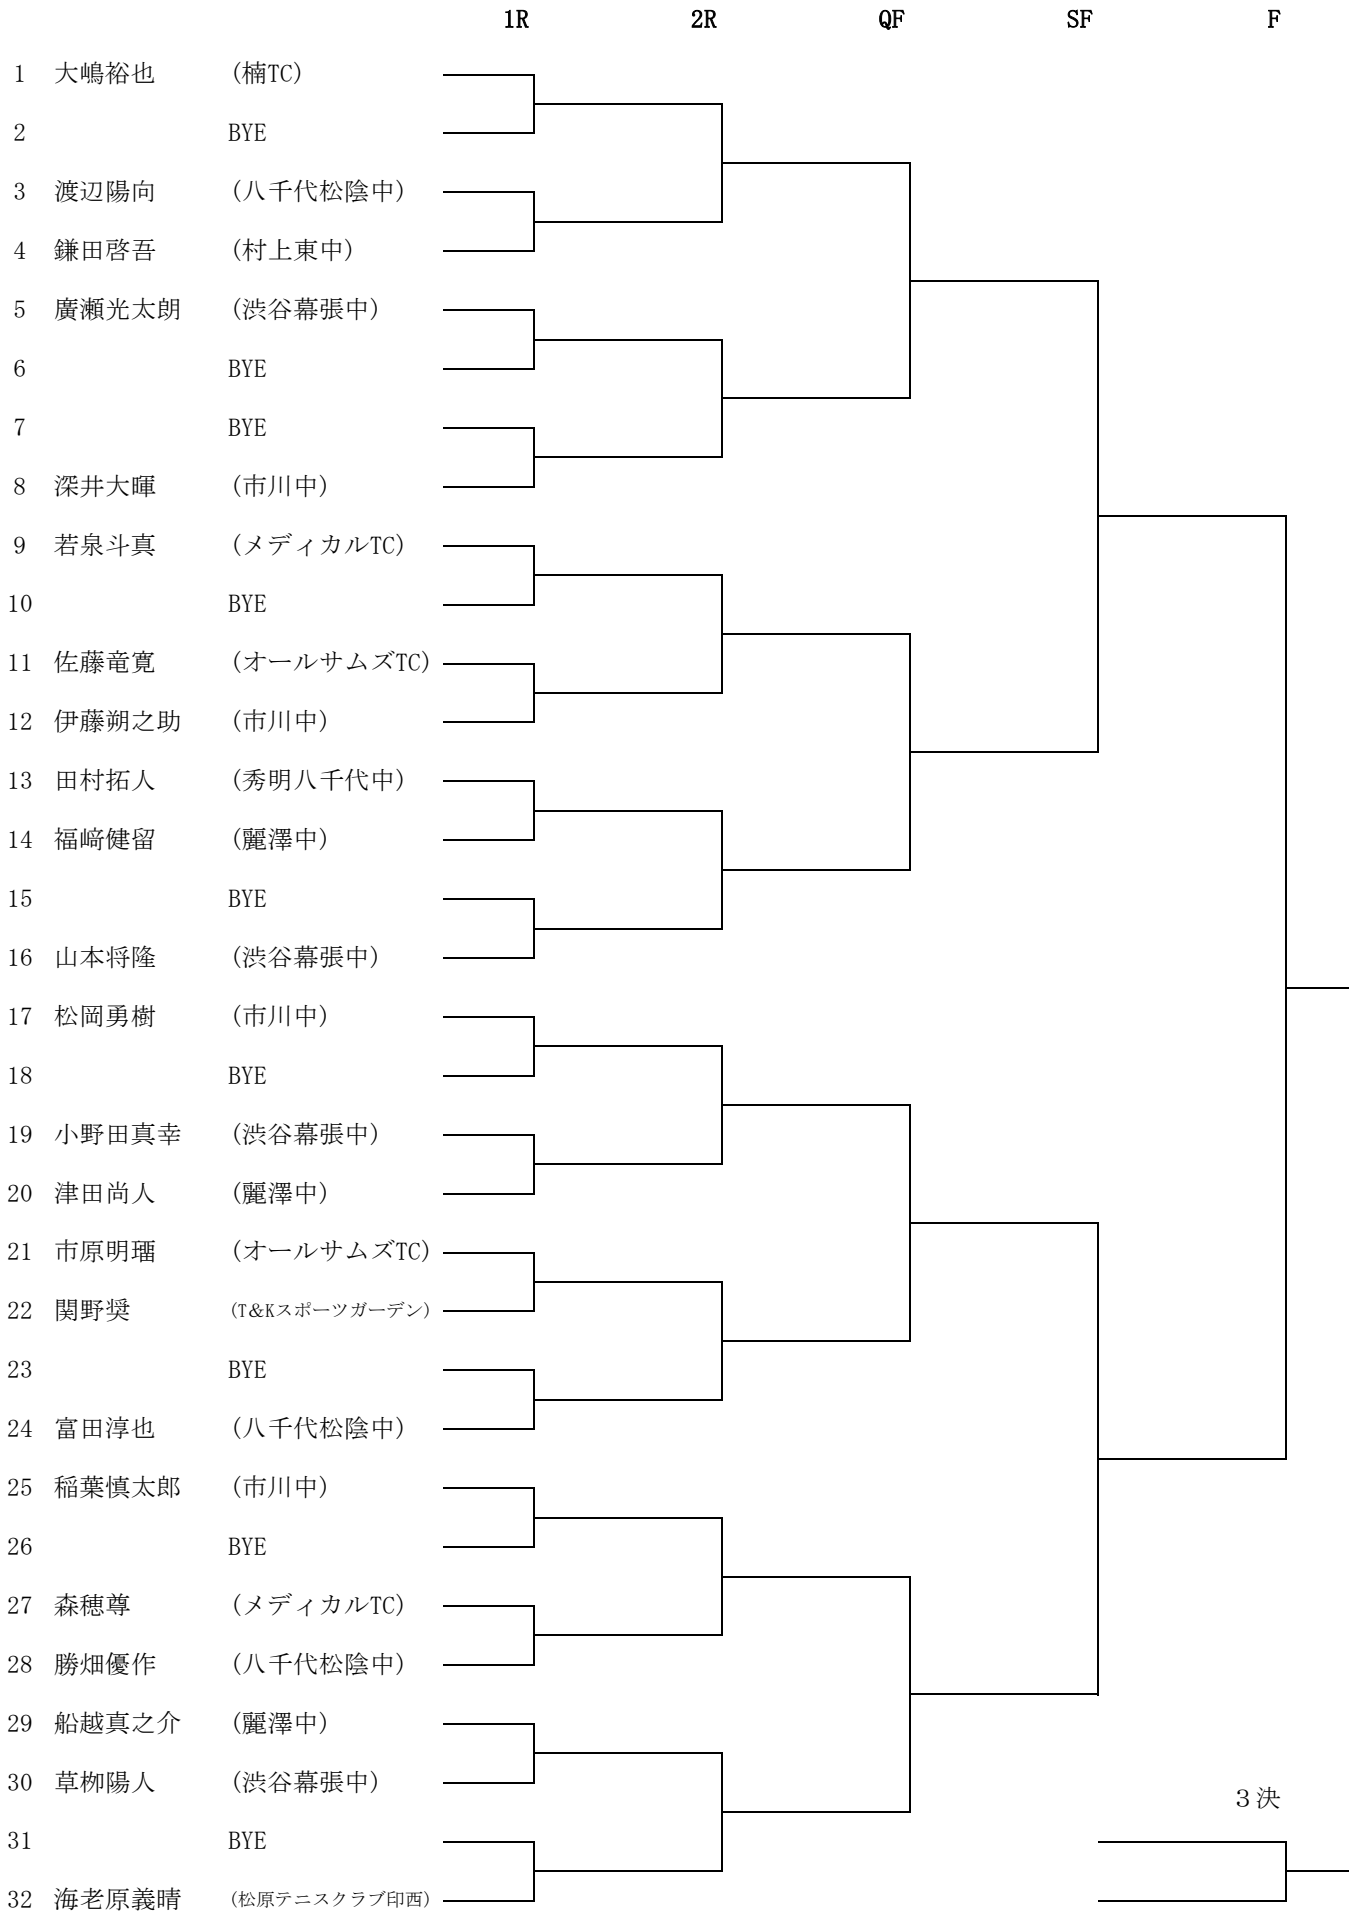 1R 2R QF SF F
1 大嶋裕也 (楠TC)
2 BYE
3 渡辺陽向 (八千代松陰中)
4 鎌田啓吾 (村上東中)
5 廣瀬光太朗 (渋谷幕張中)
6 BYE
7 BYE
8 深井大暉 (市川中)
9 若泉斗真 (メディカルTC)
10 BYE
11 佐藤竜寛 (オールサムズTC)
12 伊藤朔之助 (市川中)
13 田村拓人 (秀明八千代中)
14 福﨑健留 (麗澤中)
15 BYE
16 山本将隆 (渋谷幕張中)
17 松岡勇樹 (市川中)
18 BYE
19 小野田真幸 (渋谷幕張中)
20 津田尚人 (麗澤中)
21 市原明瑠 (オールサムズTC)
22 関野奨 (T&Kスポーツガーデン)
23 BYE
24 富田淳也 (八千代松陰中)
25 稲葉慎太郎 (市川中)
26 BYE
27 森穂尊 (メディカルTC)
28 勝畑優作 (八千代松陰中)
29 船越真之介 (麗澤中)
30 草栁陽人 (渋谷幕張中)
3決
31 BYE
32 海老原義晴 (松原テニスクラブ印西)